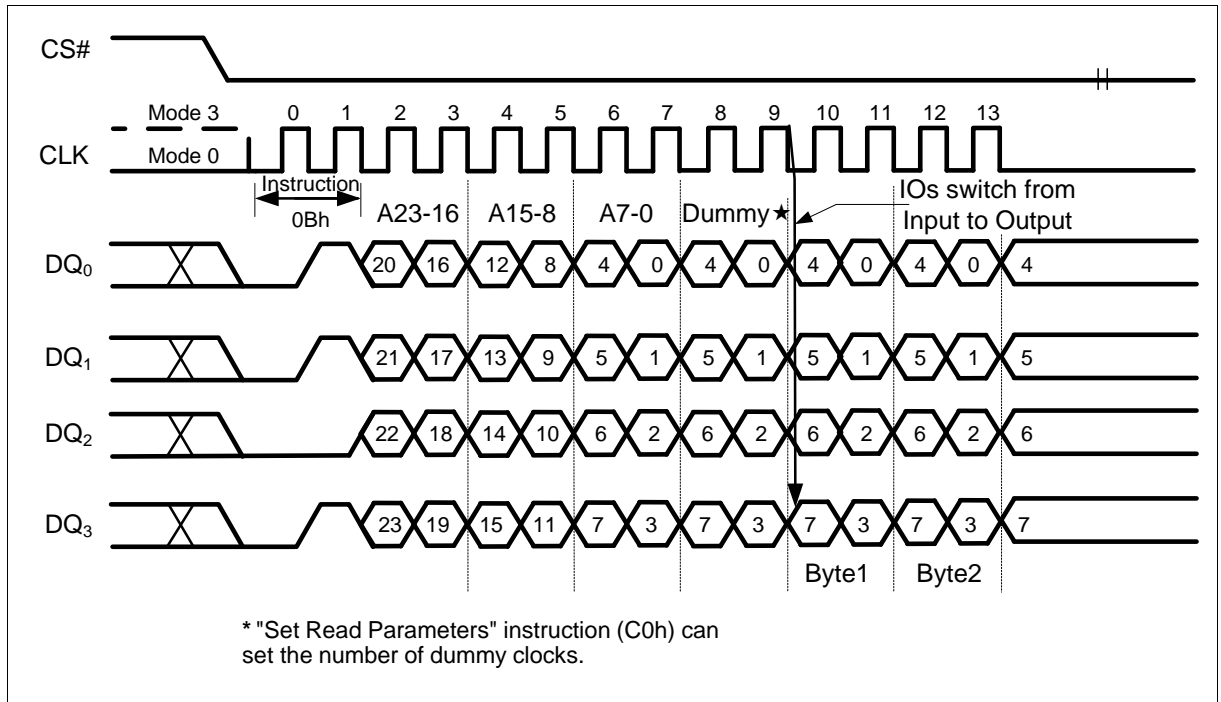 CS#
Mode 3 0 1 2 3 4 5 6 7 8 9 10 11 12 13
CLK Mode 0
Instruction
0Bh
A23-16 A15-8 A7-0 Dummy★
IOs switch from
Input to Output
DQ₀ 20 16 12 8 4 0 4 0 4 0 4 0 4
DQ₁ 21 17 13 9 5 1 5 1 5 1 5 1 5
DQ₂ 22 18 14 10 6 2 6 2 6 2 6 2 6
DQ₃ 23 19 15 11 7 3 7 3 7 3 7 3 7
Byte1 Byte2
* "Set Read Parameters" instruction (C0h) can
set the number of dummy clocks.